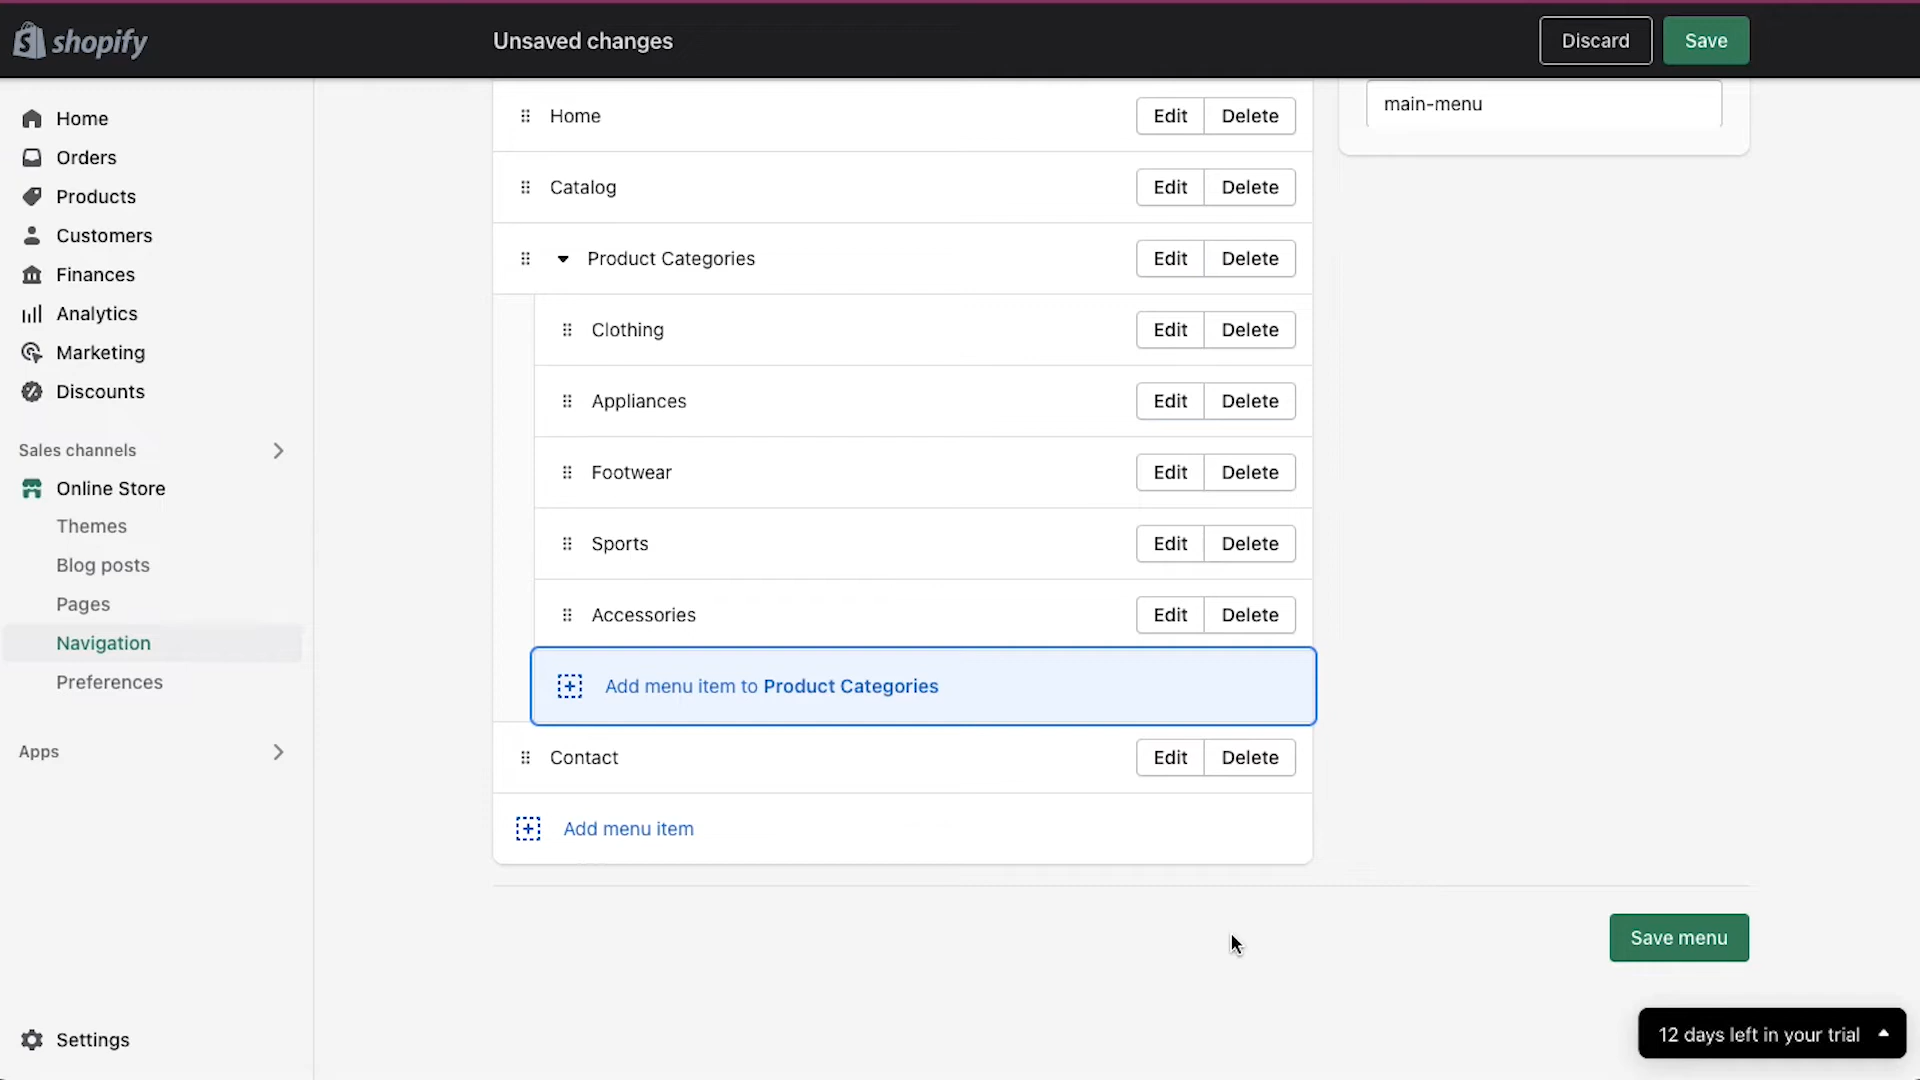 shopify
Unsaved changes
Discard
Save
Home
Orders
Products
Customers
Finances
Analytics
Marketing
Discounts
Sales channels
Online Store
Themes
Blog posts
Pages
Navigation
Preferences
Apps
Settings
Home Edit Delete
Catalog Edit Delete
Product Categories Edit Delete
Clothing Edit Delete
Appliances Edit Delete
Footwear Edit Delete
Sports Edit Delete
Accessories Edit Delete
Add menu item to Product Categories
Contact Edit Delete
Add menu item
main-menu
Save menu
12 days left in your trial